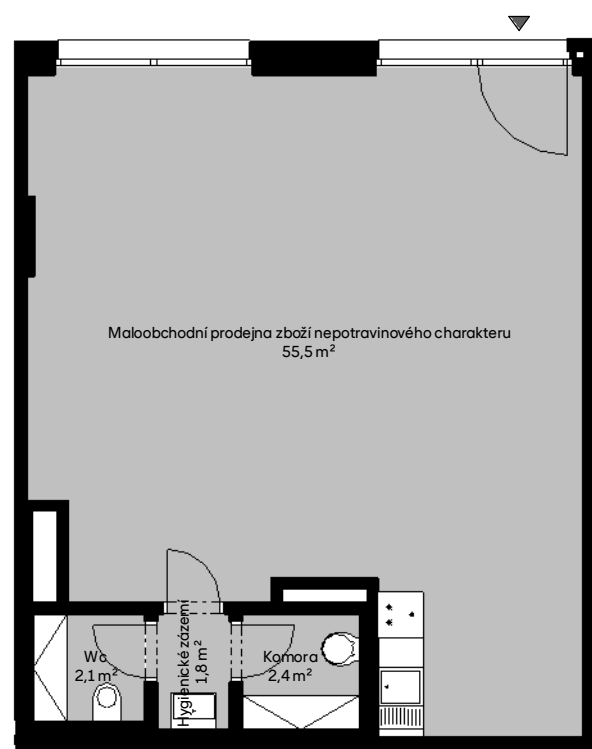 Maloobchodní prodejna zboží nepotravinového charakteru
55,5 m²
Wc
2,1 m²
Hygienické zázemí
1,8 m²
Komora
2,4 m²